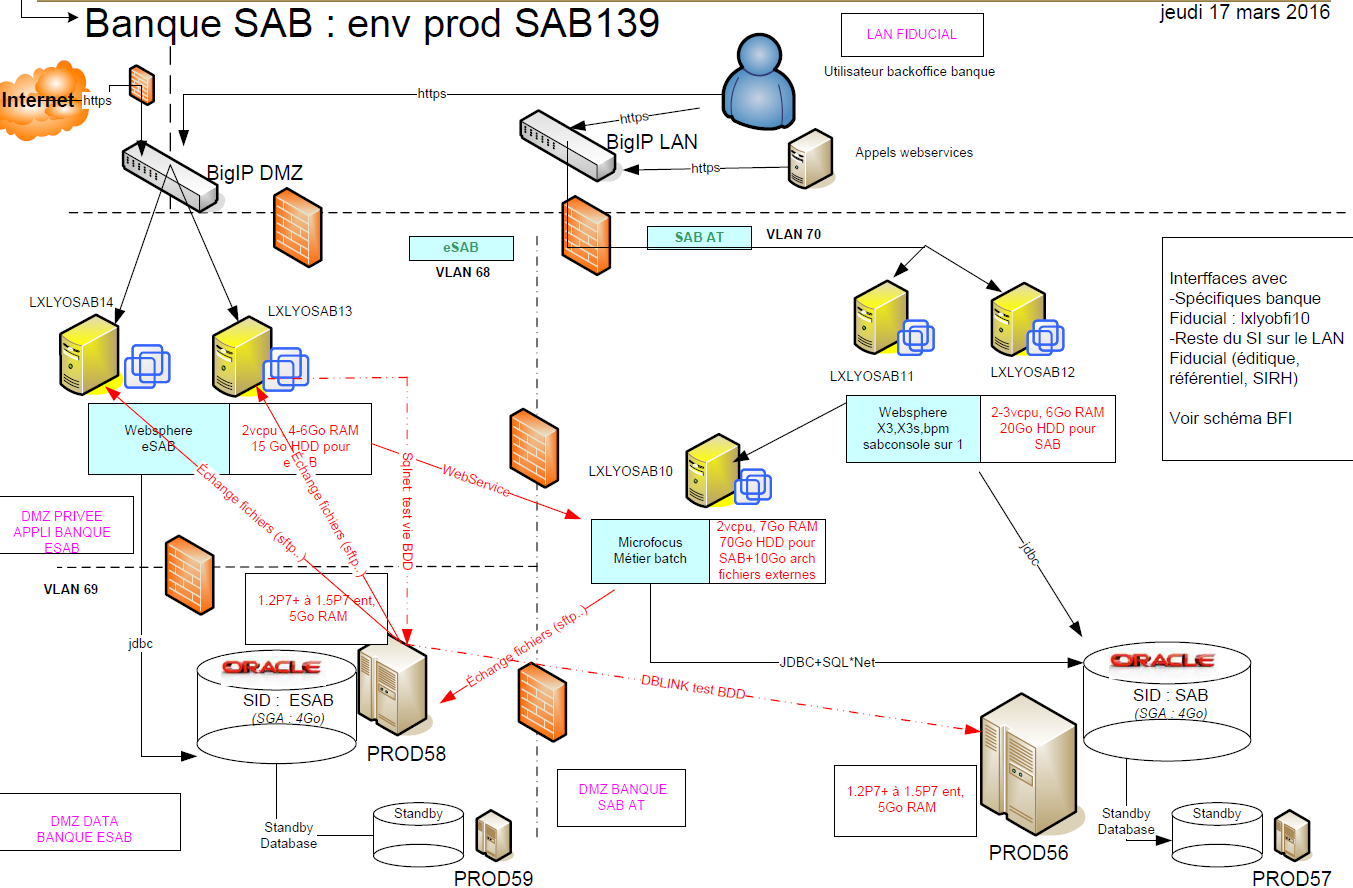 Banque SAB : env prod SAB139
jeudi 17 mars 2016
LAN FIDUCIAL
Utilisateur backoffice banque
Internet
https
https
https
BigIP LAN
https
Appels webservices
BigIP DMZ
eSAB
VLAN 68
SAB AT
VLAN 70
LXLYOSAB14
LXLYOSAB13
LXLYOSAB11
LXLYOSAB12
Interffaces avec
-Spécifiques banque
Fiducial : lxlyobfi10
-Reste du SI sur le LAN
Fiducial (éditique,
référentiel, SIRH)
Voir schéma BFI
Websphere
eSAB
2vcpu , 4-6Go RAM
15 Go HDD pour
Websphere
X3,X3s,bpm
sabconsole sur 1
2-3vcpu, 6Go RAM
20Go HDD pour
SAB
LXLYOSAB10
Échange fichiers (sftp..)
Échange fichiers (sftp..)
Sqlnet: test vie BDD
WebService
DMZ PRIVEE
APPLI BANQUE
ESAB
Microfocus
Métier batch
2vcpu, 7Go RAM
70Go HDD pour
SAB+10Go arch
fichiers externes
jdbc
VLAN 69
1.2P7+ à 1.5P7 ent,
5Go RAM
Échange fichiers (sftp..)
jdbc
JDBC+SQL*Net
DBLINK test BDD
ORACLE
SID : ESAB
(SGA : 4Go)
PROD58
ORACLE
SID : SAB
(SGA : 4Go)
DMZ BANQUE
SAB AT
1.2P7+ à 1.5P7 ent,
5Go RAM
PROD56
DMZ DATA
BANQUE ESAB
Standby
Database
Standby
PROD59
Standby
Database
Standby
PROD57